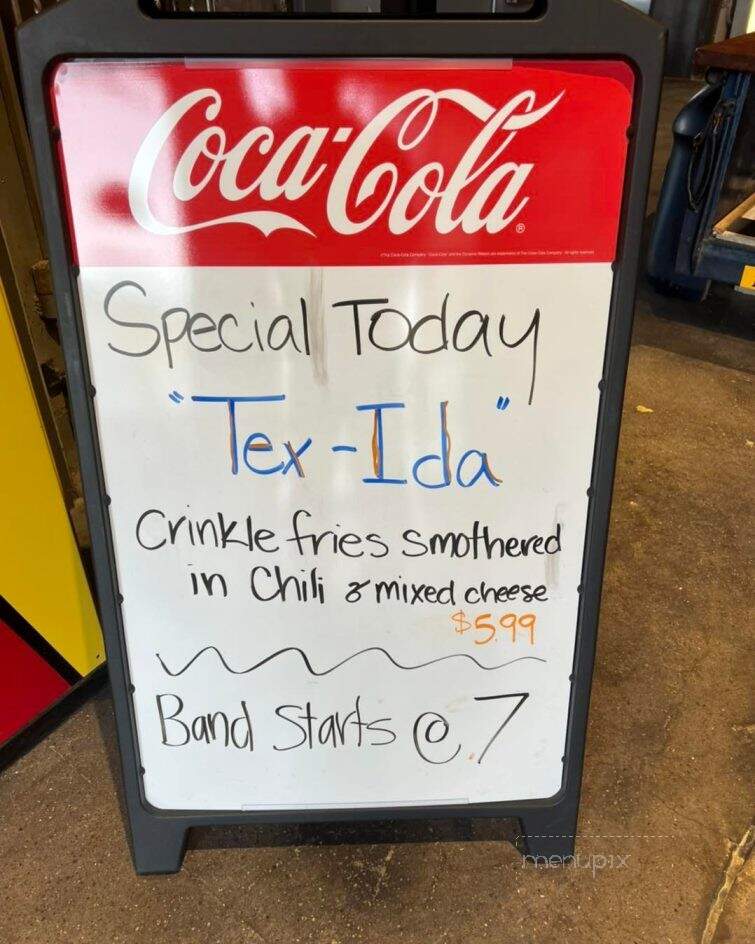 Coca-Cola
Special Today
"Tex-Ida"
Crinkle fries smothered
in Chili & mixed cheese
$5.99
Band Starts @ 7
menupix